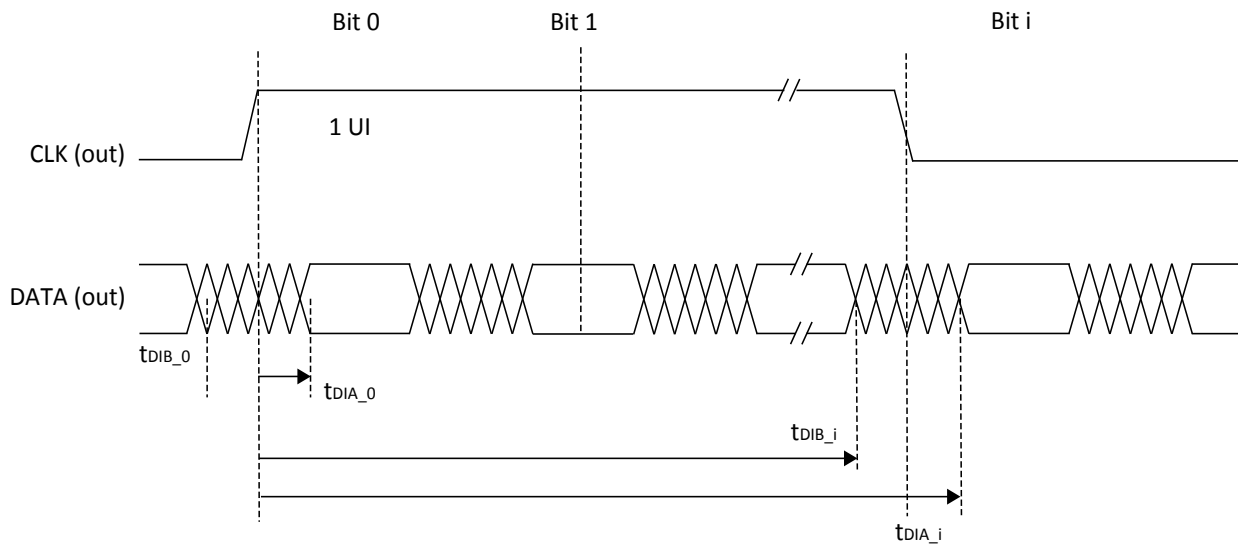 Bit 0 Bit 1 Bit i
1 UI
CLK (out)
DATA (out)
tDIB_0
tDIA_0
tDIB_i
tDIA_i